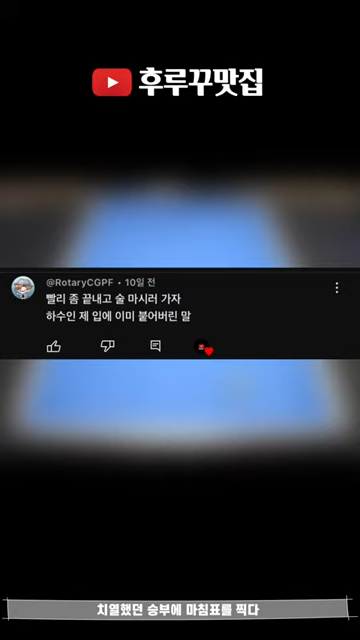 후루꾸맛집
@RotaryCGPF • 10일 전
빨리 좀 끝내고 술 마시러 가자
하수인 제 입에 이미 붙어버린 말
치열했던 승부에 마침표를 찍다